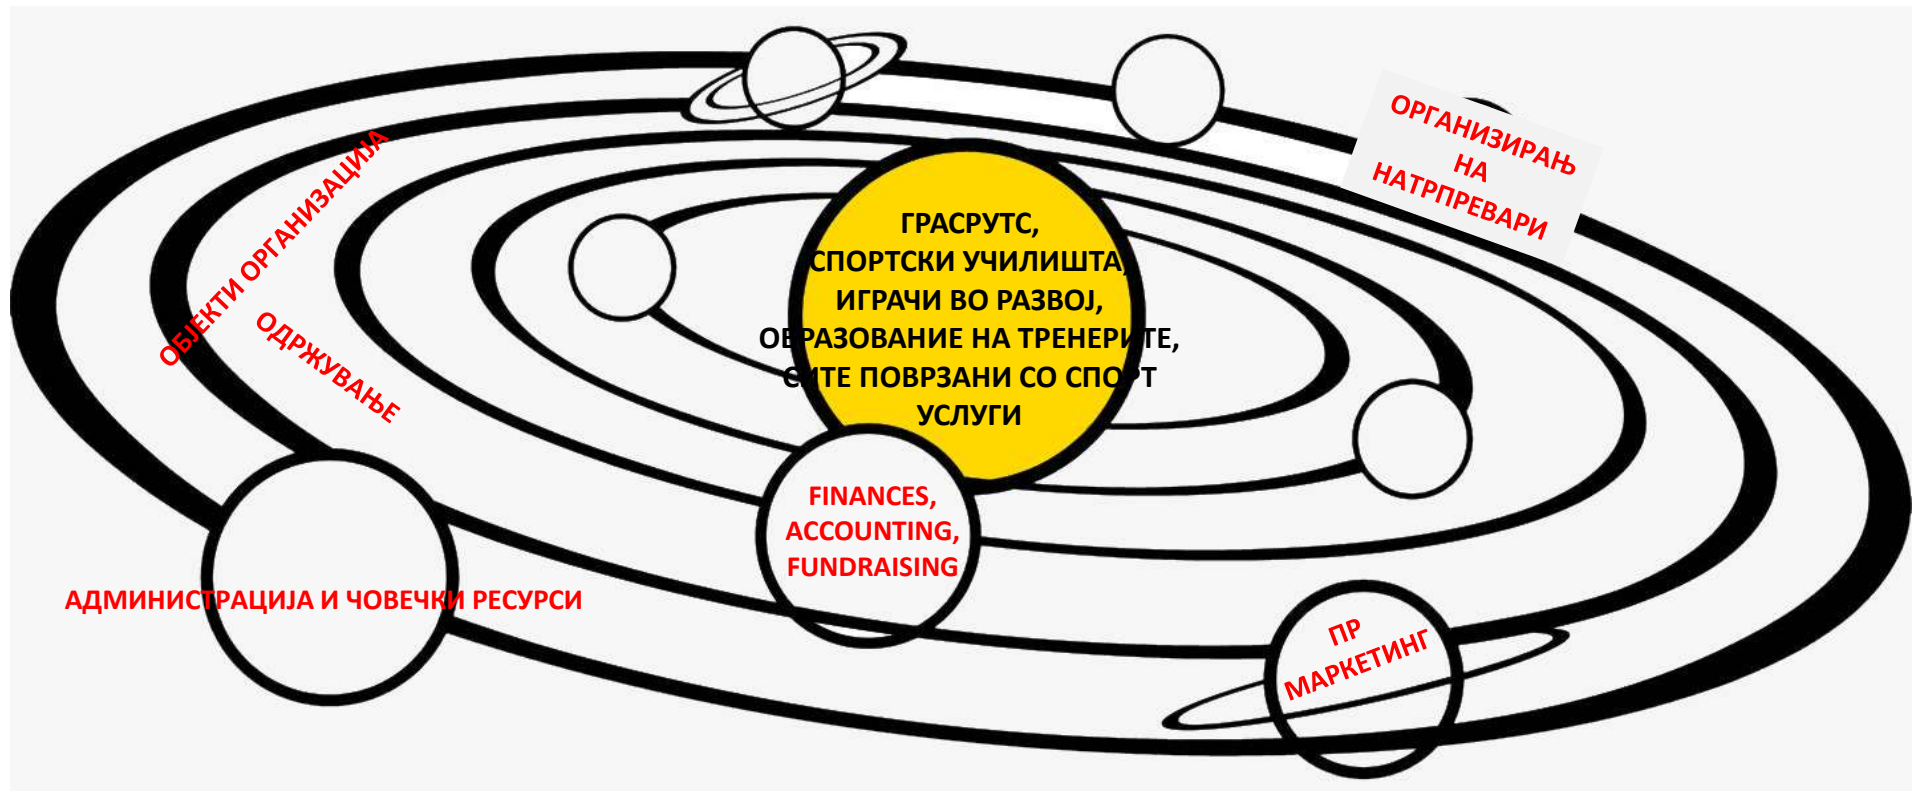 ОРГАНИЗИРАЊ
НА
НАТРПРЕВАРИ
ОБЈЕКТИ ОРГАНИЗАЦИЈА
ОДРЖУВАЊЕ
ГРАСРУТС,
СПОРТСКИ УЧИЛИШТА,
ИГРАЧИ ВО РАЗВОЈ,
ОБРАЗОВАНИЕ НА ТРЕНЕРИТЕ,
СИТЕ ПОВРЗАНИ СО СПОРТ
УСЛУГИ
FINANCES,
ACCOUNTING,
FUNDRAISING
АДМИНИСТРАЦИЈА И ЧОВЕЧКИ РЕСУРСИ
ПР
МАРКЕТИНГ